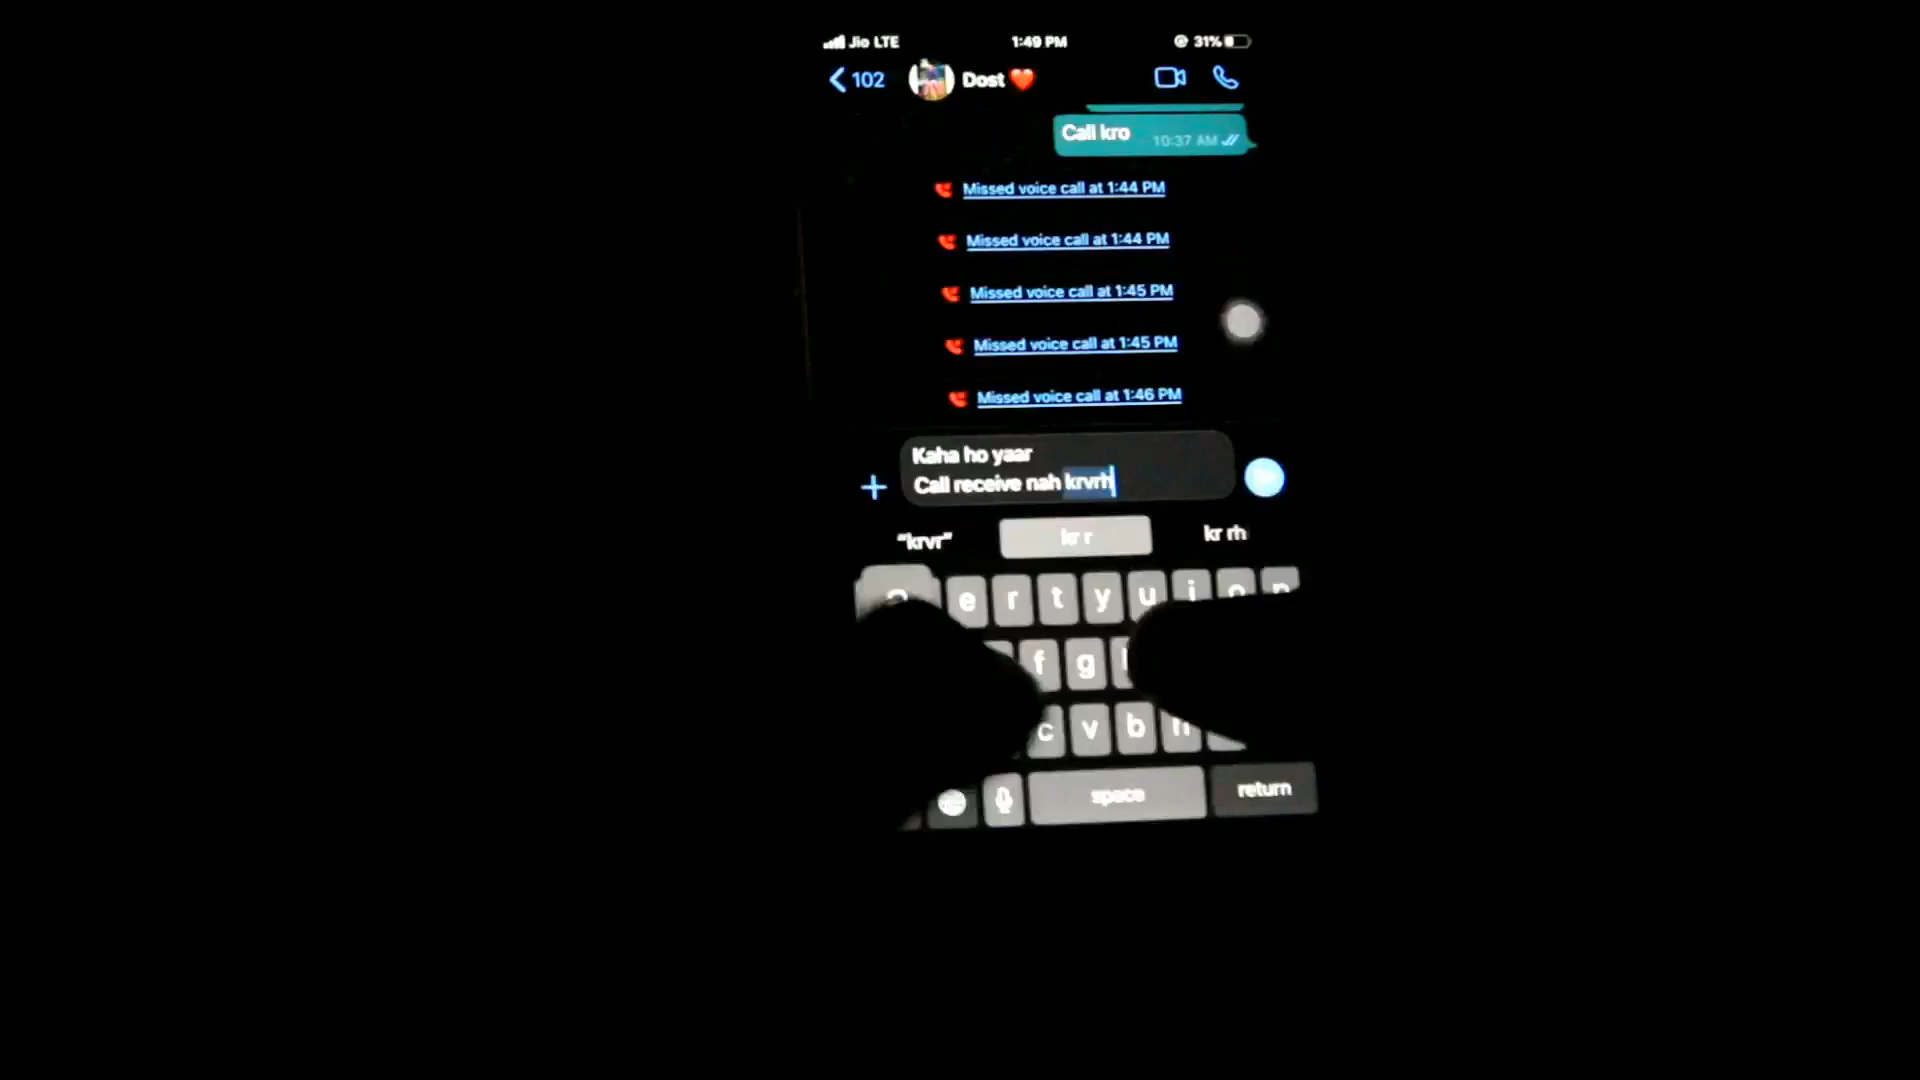 Jio LTE 1:49 PM 31%
102 Dost
Call kro 10:37 AM
Missed voice call at 1:44 PM
Missed voice call at 1:44 PM
Missed voice call at 1:45 PM
Missed voice call at 1:45 PM
Missed voice call at 1:46 PM
Kaha ho yaar
Call receive nah krvrh
"krvr" kr r kr rh
e r t y u i o p
f g
c v b n
space return